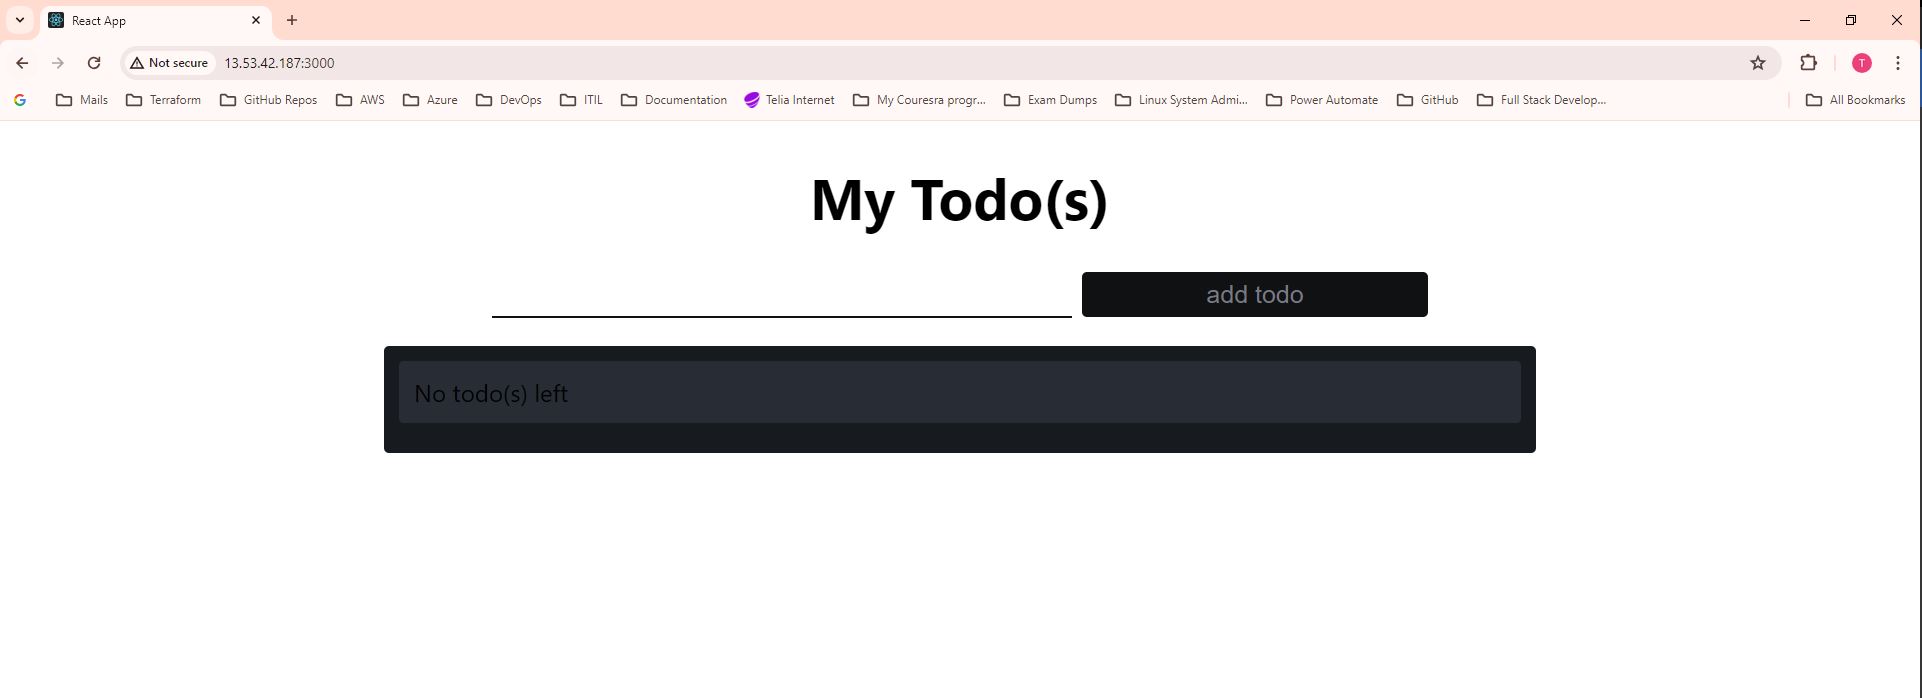 React App
Not secure 13.53.42.187:3000
Mails Terraform GitHub Repos AWS Azure DevOps ITIL Documentation Telia Internet My Couresra progr... Exam Dumps Linux System Admi... Power Automate GitHub Full Stack Develop... All Bookmarks
T
My Todo(s)
add todo
No todo(s) left